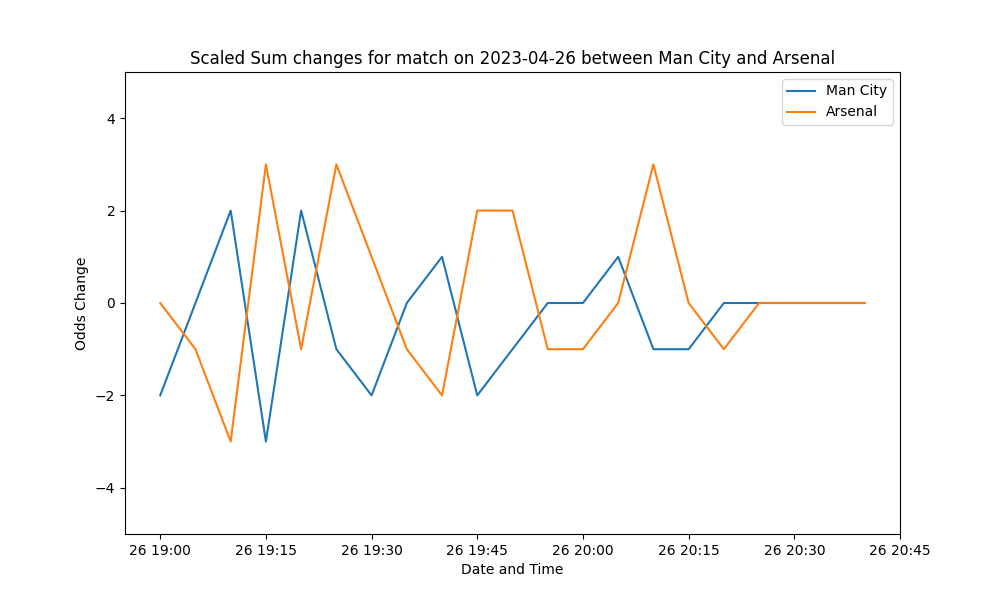 Scaled Sum changes for match on 2023-04-26 between Man City and Arsenal
Man City
Arsenal
Odds Change
4
2
0
−2
−4
26 19:00 26 19:15 26 19:30 26 19:45 26 20:00 26 20:15 26 20:30 26 20:45
Date and Time